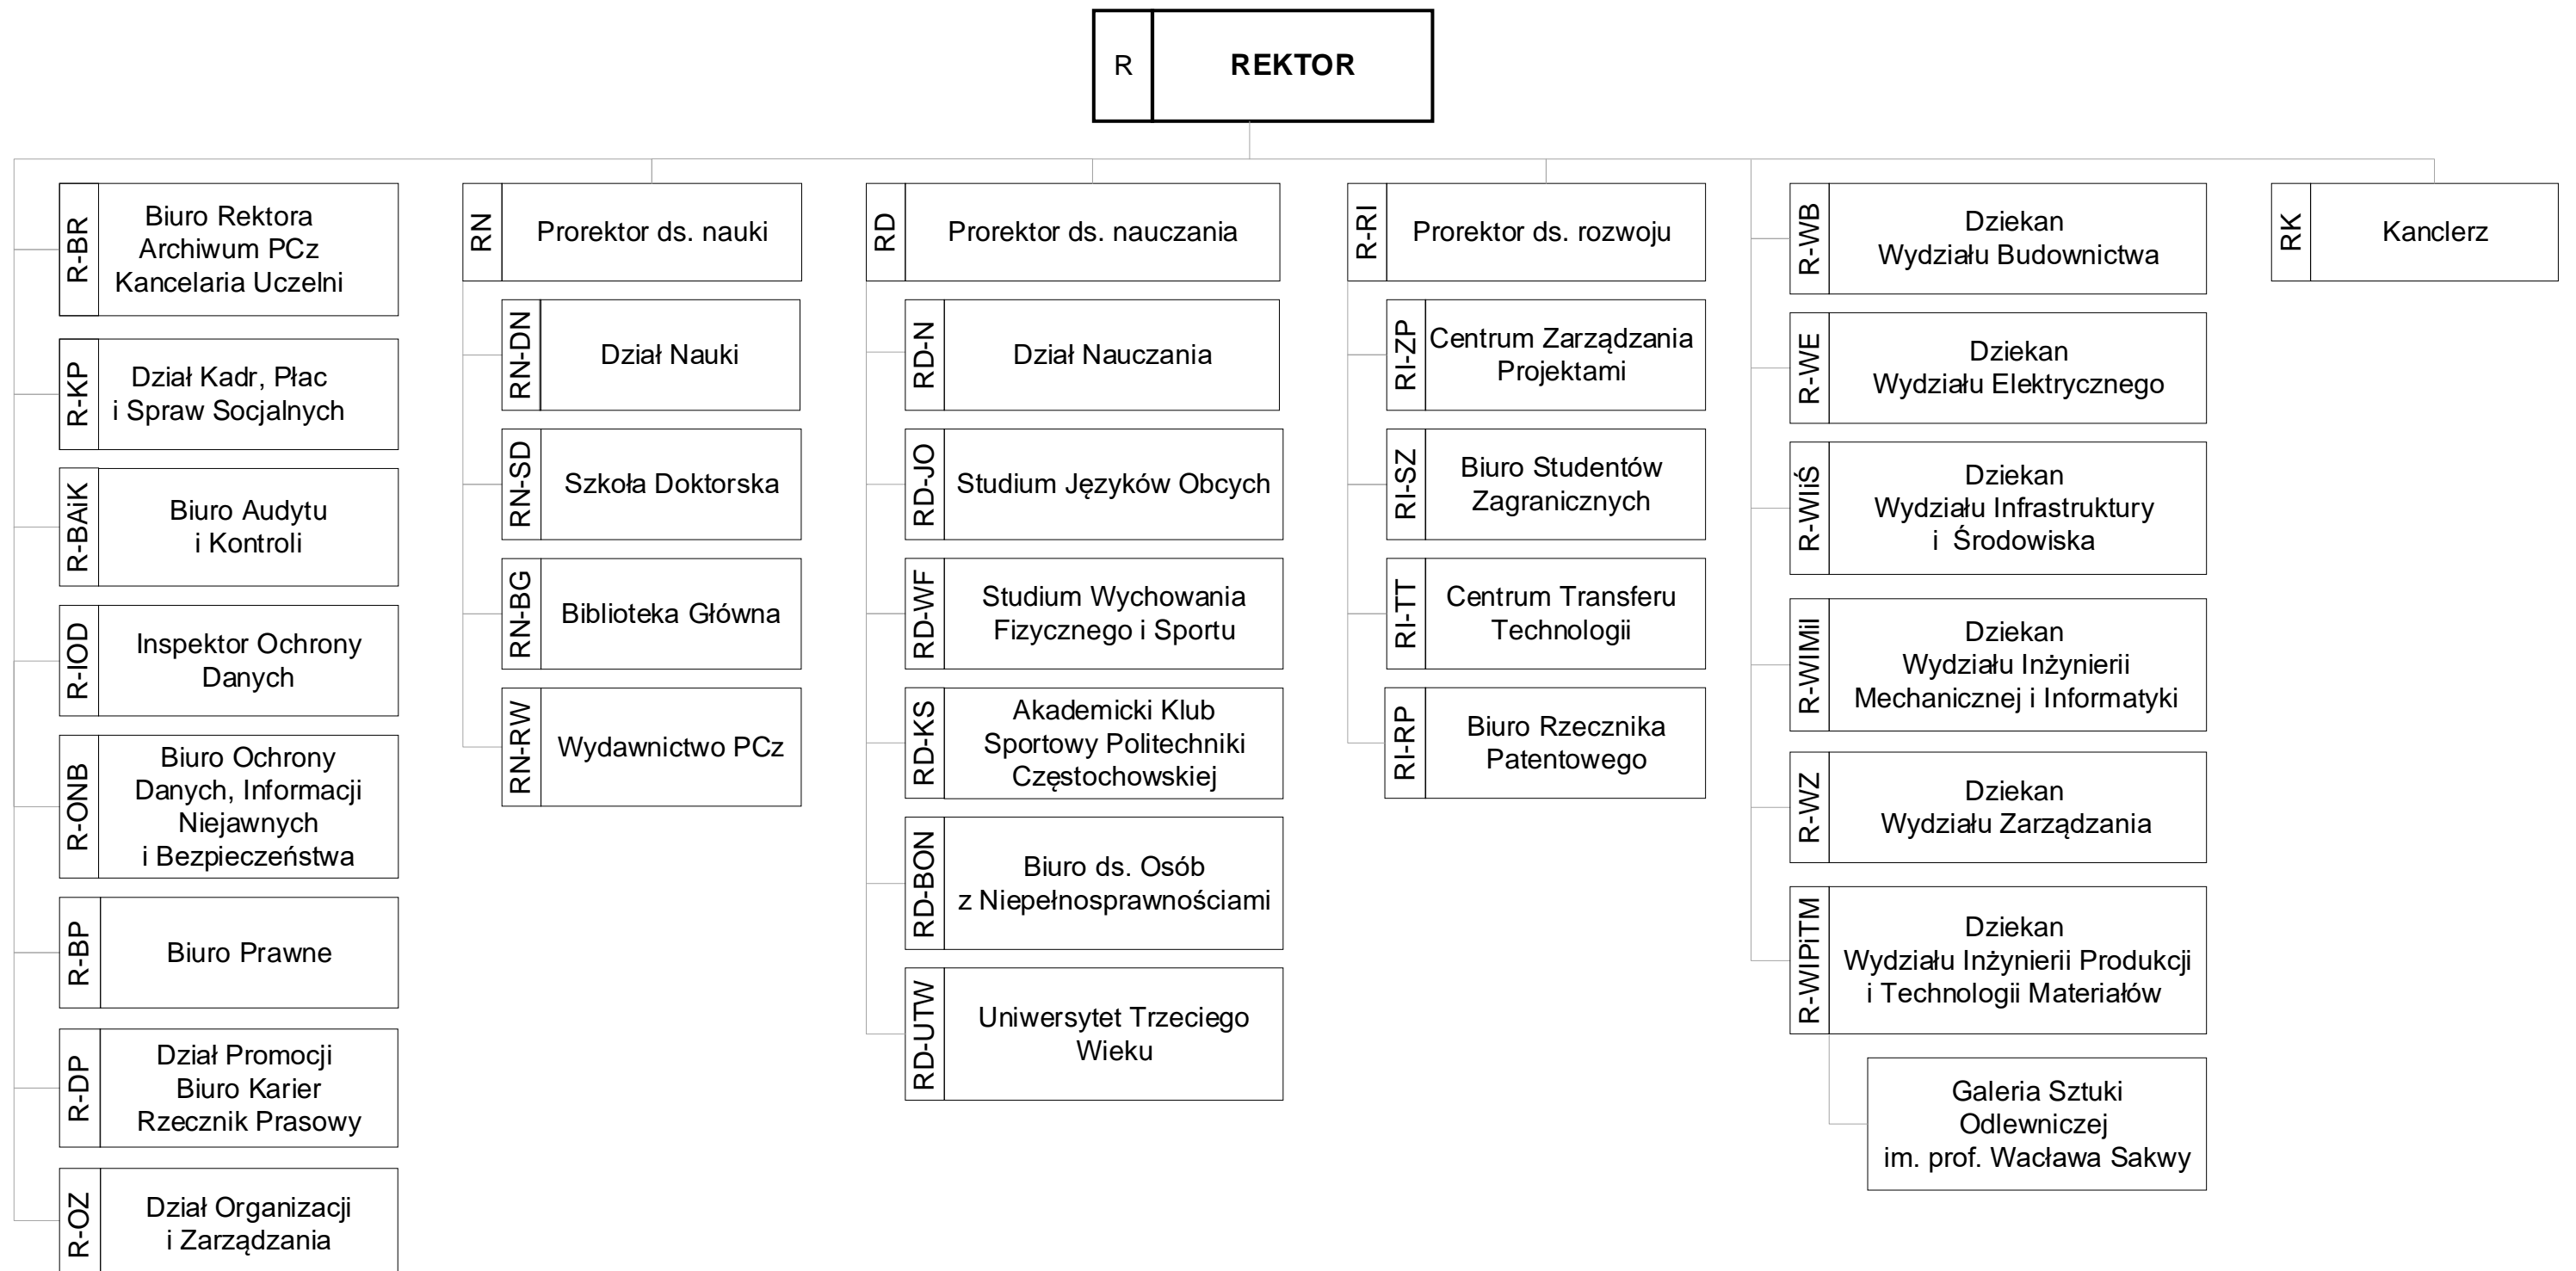 R
REKTOR
R-BR
Biuro Rektora
Archiwum PCz
Kancelaria Uczelni
R-KP
Dział Kadr, Płac
i Spraw Socjalnych
R-BAiK
Biuro Audytu
i Kontroli
R-IOD
Inspektor Ochrony
Danych
R-ONB
Biuro Ochrony
Danych, Informacji
Niejawnych
i Bezpieczeństwa
R-BP
Biuro Prawne
R-DP
Dział Promocji
Biuro Karier
Rzecznik Prasowy
R-OZ
Dział Organizacji
i Zarządzania
RN
Prorektor ds. nauki
RN-DN
Dział Nauki
RN-SD
Szkoła Doktorska
RN-BG
Biblioteka Główna
RN-RW
Wydawnictwo PCz
RD
Prorektor ds. nauczania
RD-N
Dział Nauczania
RD-JO
Studium Języków Obcych
RD-WF
Studium Wychowania
Fizycznego i Sportu
RD-KS
Akademicki Klub
Sportowy Politechniki
Częstochowskiej
RD-BON
Biuro ds. Osób
z Niepełnosprawnościami
RD-UTW
Uniwersytet Trzeciego
Wieku
R-RI
Prorektor ds. rozwoju
RI-ZP
Centrum Zarządzania
Projektami
RI-SZ
Biuro Studentów
Zagranicznych
RI-TT
Centrum Transferu
Technologii
RI-RP
Biuro Rzecznika
Patentowego
R-WB
Dziekan
Wydziału Budownictwa
R-WE
Dziekan
Wydziału Elektrycznego
R-WIiŚ
Dziekan
Wydziału Infrastruktury
i Środowiska
R-WIMiI
Dziekan
Wydziału Inżynierii
Mechanicznej i Informatyki
R-WZ
Dziekan
Wydziału Zarządzania
R-WIPiTM
Dziekan
Wydziału Inżynierii Produkcji
i Technologii Materiałów
Galeria Sztuki
Odlewniczej
im. prof. Wacława Sakwy
RK
Kanclerz